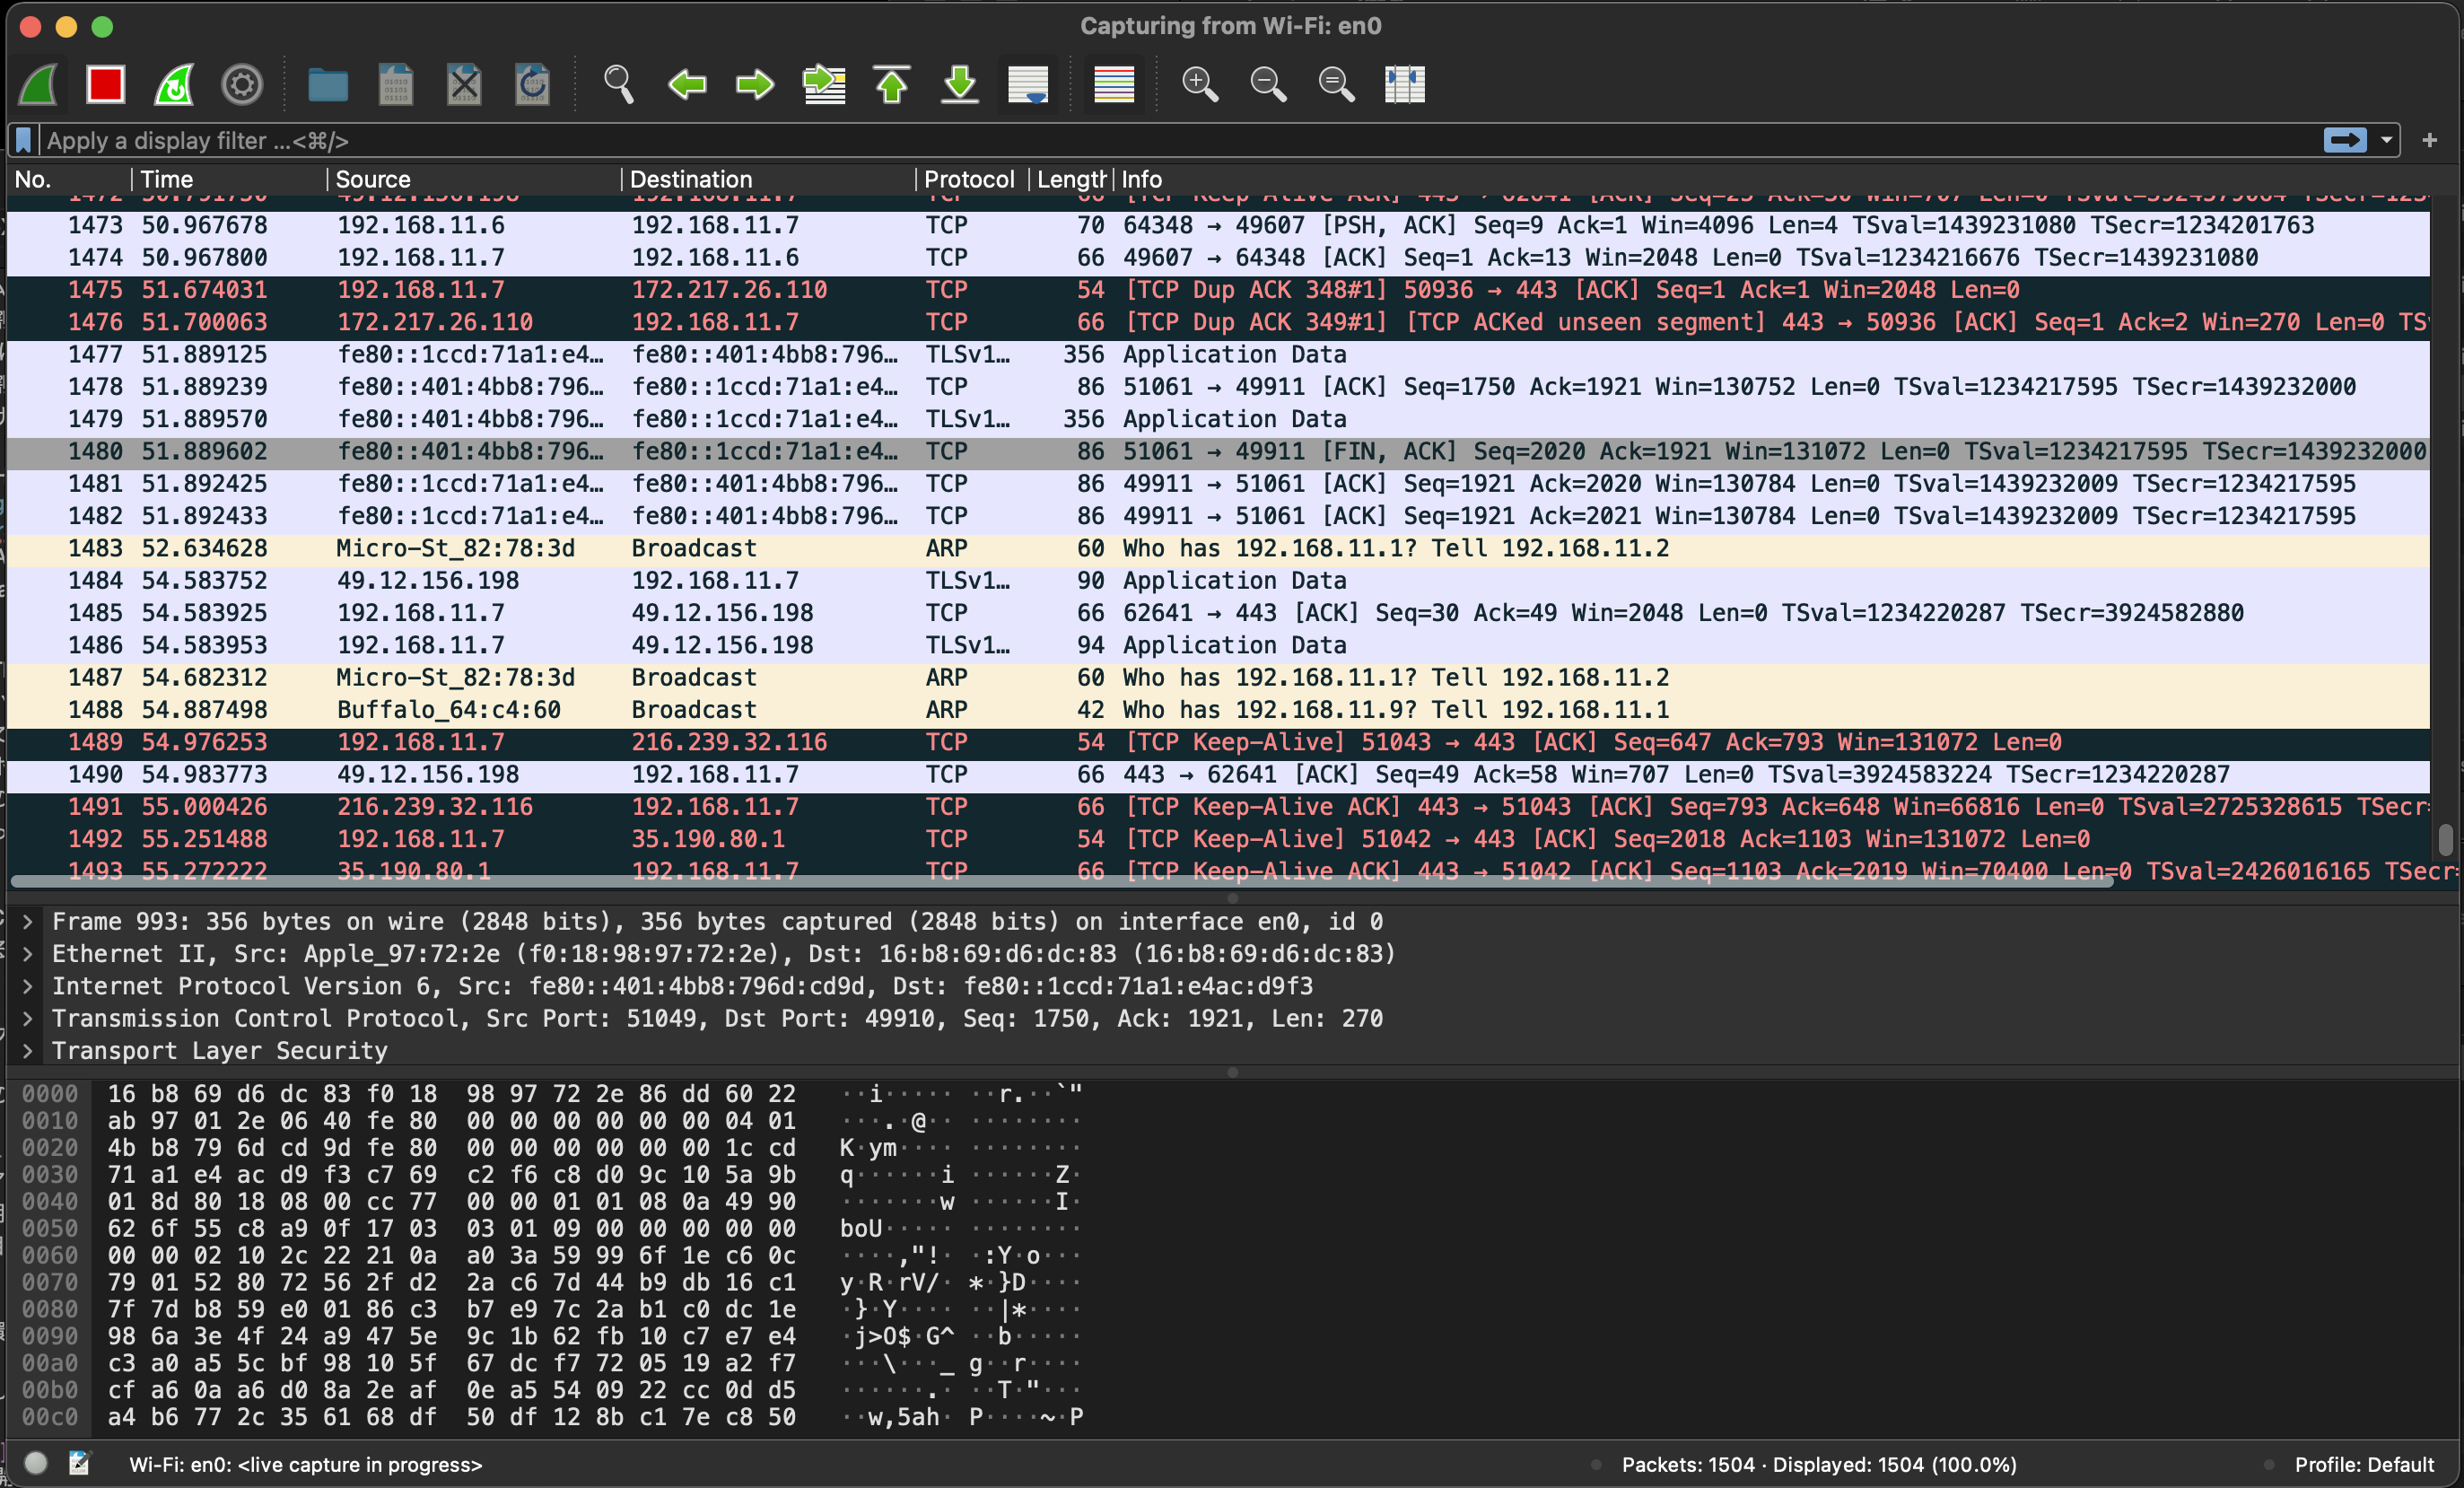 Capturing from Wi-Fi: en0
Apply a display filter ...<⌘/>
No. Time Source Destination Protocol Length Info
1473 50.967678 192.168.11.6 192.168.11.7 TCP 70 64348 → 49607 [PSH, ACK] Seq=9 Ack=1 Win=4096 Len=4 TSval=1439231080 TSecr=1234201763
1474 50.967800 192.168.11.7 192.168.11.6 TCP 66 49607 → 64348 [ACK] Seq=1 Ack=13 Win=2048 Len=0 TSval=1234216676 TSecr=1439231080
1475 51.674031 192.168.11.7 172.217.26.110 TCP 54 [TCP Dup ACK 348#1] 50936 → 443 [ACK] Seq=1 Ack=1 Win=2048 Len=0
1476 51.700063 172.217.26.110 192.168.11.7 TCP 66 [TCP Dup ACK 349#1] [TCP ACKed unseen segment] 443 → 50936 [ACK] Seq=1 Ack=2 Win=270 Len=0 TS
1477 51.889125 fe80::1ccd:71a1:e4… fe80::401:4bb8:796… TLSv1… 356 Application Data
1478 51.889239 fe80::401:4bb8:796… fe80::1ccd:71a1:e4… TCP 86 51061 → 49911 [ACK] Seq=1750 Ack=1921 Win=130752 Len=0 TSval=1234217595 TSecr=1439232000
1479 51.889570 fe80::401:4bb8:796… fe80::1ccd:71a1:e4… TLSv1… 356 Application Data
1480 51.889602 fe80::401:4bb8:796… fe80::1ccd:71a1:e4… TCP 86 51061 → 49911 [FIN, ACK] Seq=2020 Ack=1921 Win=131072 Len=0 TSval=1234217595 TSecr=1439232000
1481 51.892425 fe80::1ccd:71a1:e4… fe80::401:4bb8:796… TCP 86 49911 → 51061 [ACK] Seq=1921 Ack=2020 Win=130784 Len=0 TSval=1439232009 TSecr=1234217595
1482 51.892433 fe80::1ccd:71a1:e4… fe80::401:4bb8:796… TCP 86 49911 → 51061 [ACK] Seq=1921 Ack=2021 Win=130784 Len=0 TSval=1439232009 TSecr=1234217595
1483 52.634628 Micro-St_82:78:3d Broadcast ARP 60 Who has 192.168.11.1? Tell 192.168.11.2
1484 54.583752 49.12.156.198 192.168.11.7 TLSv1… 90 Application Data
1485 54.583925 192.168.11.7 49.12.156.198 TCP 66 62641 → 443 [ACK] Seq=30 Ack=49 Win=2048 Len=0 TSval=1234220287 TSecr=3924582880
1486 54.583953 192.168.11.7 49.12.156.198 TLSv1… 94 Application Data
1487 54.682312 Micro-St_82:78:3d Broadcast ARP 60 Who has 192.168.11.1? Tell 192.168.11.2
1488 54.887498 Buffalo_64:c4:60 Broadcast ARP 42 Who has 192.168.11.9? Tell 192.168.11.1
1489 54.976253 192.168.11.7 216.239.32.116 TCP 54 [TCP Keep-Alive] 51043 → 443 [ACK] Seq=647 Ack=793 Win=131072 Len=0
1490 54.983773 49.12.156.198 192.168.11.7 TCP 66 443 → 62641 [ACK] Seq=49 Ack=58 Win=707 Len=0 TSval=3924583224 TSecr=1234220287
1491 55.000426 216.239.32.116 192.168.11.7 TCP 66 [TCP Keep-Alive ACK] 443 → 51043 [ACK] Seq=793 Ack=648 Win=66816 Len=0 TSval=2725328615 TSecr=
1492 55.251488 192.168.11.7 35.190.80.1 TCP 54 [TCP Keep-Alive] 51042 → 443 [ACK] Seq=2018 Ack=1103 Win=131072 Len=0
1493 55.272222 35.190.80.1 192.168.11.7 TCP 66 [TCP Keep-Alive ACK] 443 → 51042 [ACK] Seq=1103 Ack=2019 Win=70400 Len=0 TSval=2426016165 TSecr=
Frame 993: 356 bytes on wire (2848 bits), 356 bytes captured (2848 bits) on interface en0, id 0
Ethernet II, Src: Apple_97:72:2e (f0:18:98:97:72:2e), Dst: 16:b8:69:d6:dc:83 (16:b8:69:d6:dc:83)
Internet Protocol Version 6, Src: fe80::401:4bb8:796d:cd9d, Dst: fe80::1ccd:71a1:e4ac:d9f3
Transmission Control Protocol, Src Port: 51049, Dst Port: 49910, Seq: 1750, Ack: 1921, Len: 270
Transport Layer Security
0000 16 b8 69 d6 dc 83 f0 18 98 97 72 2e 86 dd 60 22 ··i····· ··r.··`"
0010 ab 97 01 2e 06 40 fe 80 00 00 00 00 00 00 04 01 ···.·@·· ········
0020 4b b8 79 6d cd 9d fe 80 00 00 00 00 00 00 1c cd K·ym···· ········
0030 71 a1 e4 ac d9 f3 c7 69 c2 f6 c8 d0 9c 10 5a 9b q······i ······Z·
0040 01 8d 80 18 08 00 cc 77 00 00 01 01 08 0a 49 90 ·······w ······I·
0050 62 6f 55 c8 a9 0f 17 03 03 01 09 00 00 00 00 00 boU····· ········
0060 00 00 02 10 2c 22 21 0a a0 3a 59 99 6f 1e c6 0c ····,"!· ·:Y·o···
0070 79 01 52 80 72 56 2f d2 2a c6 7d 44 b9 db 16 c1 y·R·rV/· *·}D····
0080 7f 7d b8 59 e0 01 86 c3 b7 e9 7c 2a b1 c0 dc 1e ·}·Y···· ··|*····
0090 98 6a 3e 4f 24 a9 47 5e 9c 1b 62 fb 10 c7 e7 e4 ·j>O$·G^ ··b·····
00a0 c3 a0 a5 5c bf 98 10 5f 67 dc f7 72 05 19 a2 f7 ···\···_ g··r····
00b0 cf a6 0a a6 d0 8a 2e af 0e a5 54 09 22 cc 0d d5 ······.· ··T·"···
00c0 a4 b6 77 2c 35 61 68 df 50 df 12 8b c1 7e c8 50 ··w,5ah· P····~·P
Wi-Fi: en0: <live capture in progress>
Packets: 1504 · Displayed: 1504 (100.0%)
Profile: Default